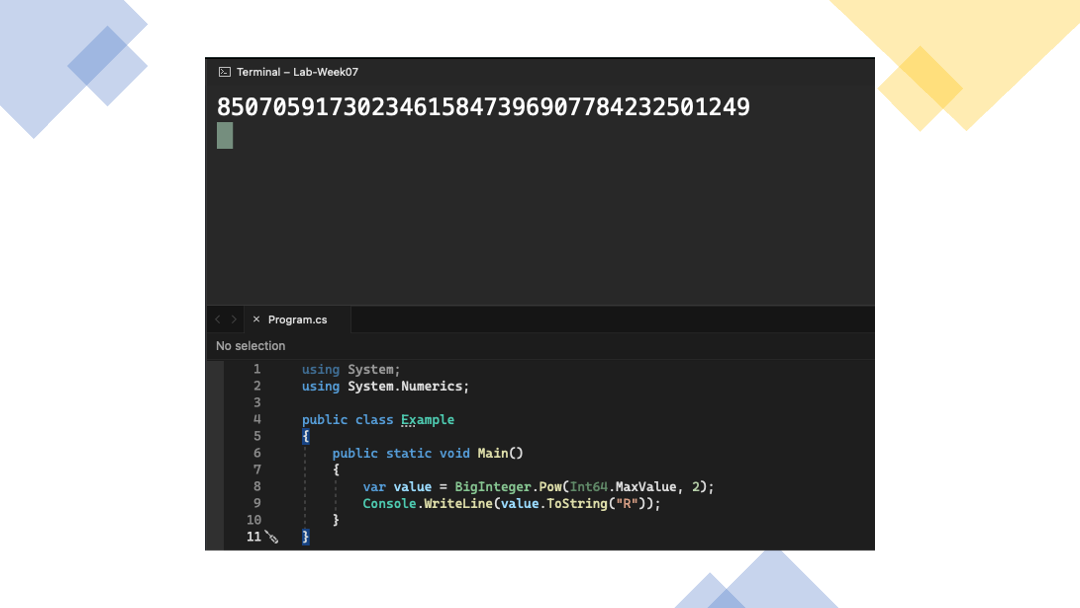 Terminal – Lab-Week07
85070591730234615847396907784232501249
No selection
Program.cs
1 using System;
2 using System.Numerics;
3
4 public class Example
5 {
6 public static void Main()
7 {
8 var value = BigInteger.Pow(Int64.MaxValue, 2);
9 Console.WriteLine(value.ToString("R"));
10 }
11 }